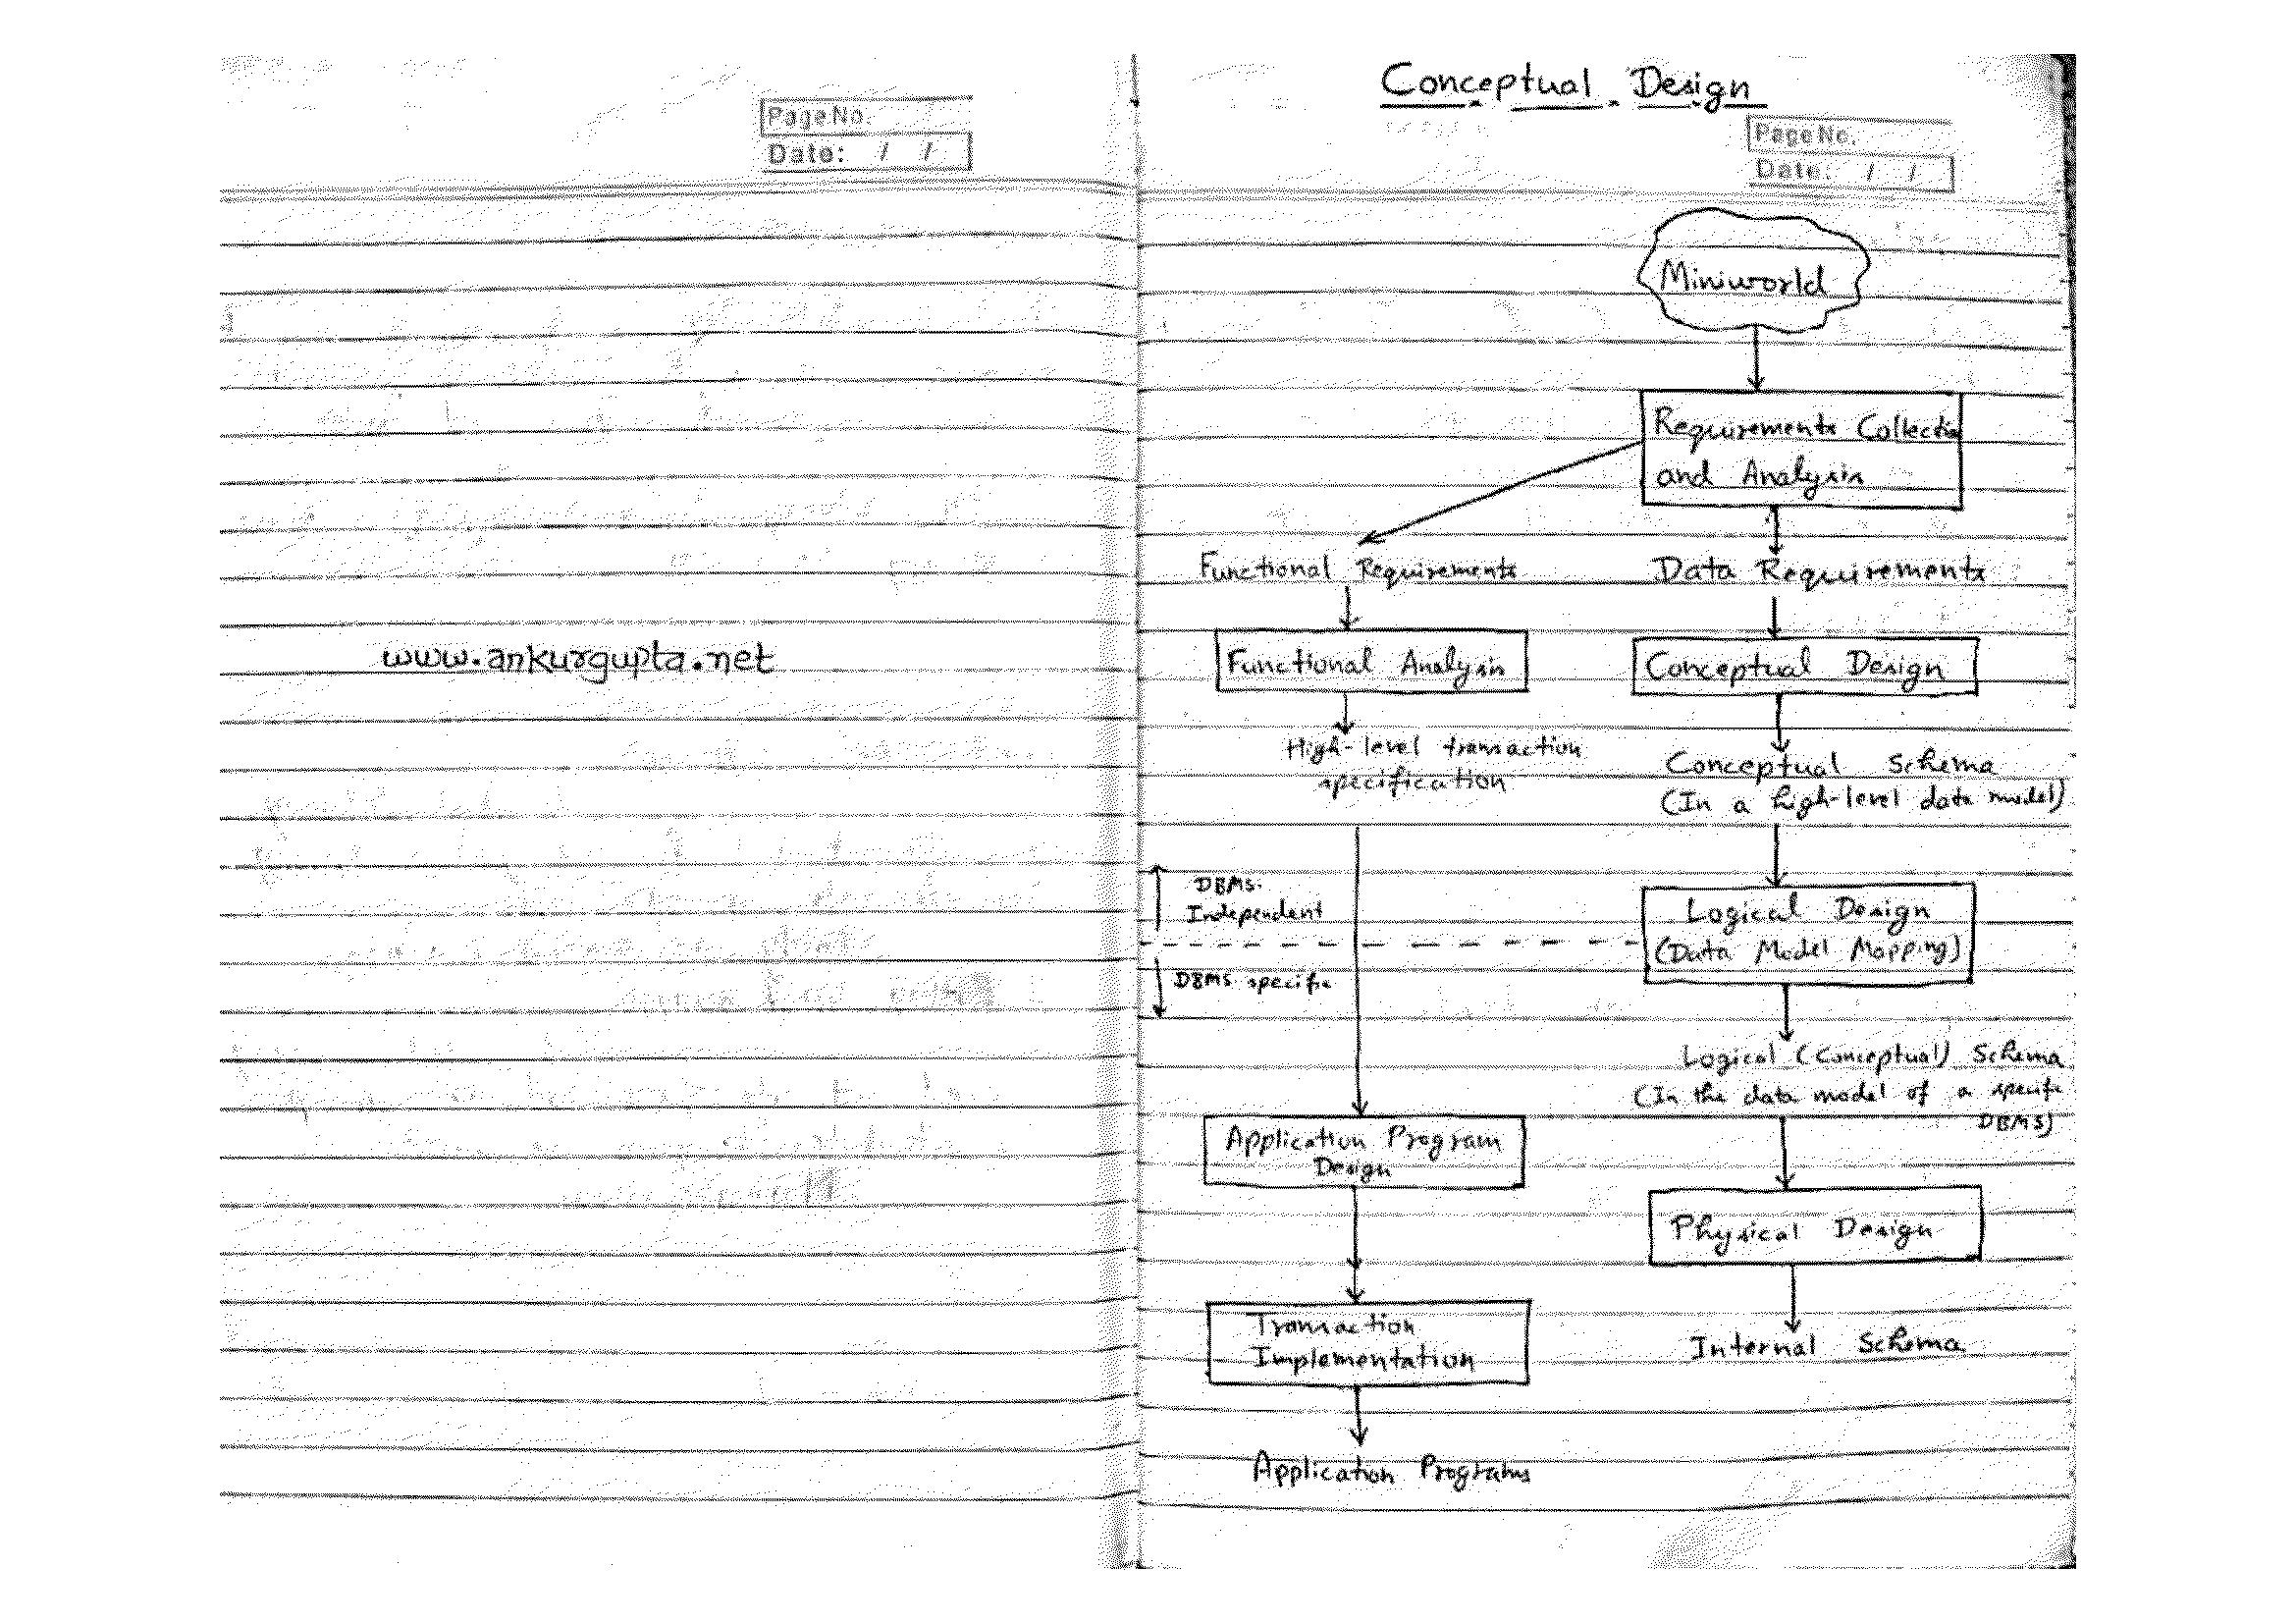 Page No.
Date: / /
www.ankurgupta.net
Conceptual Design
Page No.
Date: / /
Miniworld
Requirements Collection
and Analysis
Functional Requirements
Data Requirements
Functional Analysis
Conceptual Design
High-level transaction
specification
Conceptual Schema
(In a high-level data model)
DBMS.
Independent
Logical Design
(Data Model Mapping)
DBMS specific
Logical (Conceptual) Schema
(In the data model of a specific
DBMS)
Application Program
Design
Physical Design
Transaction
Implementation
Internal Schema
Application Programs